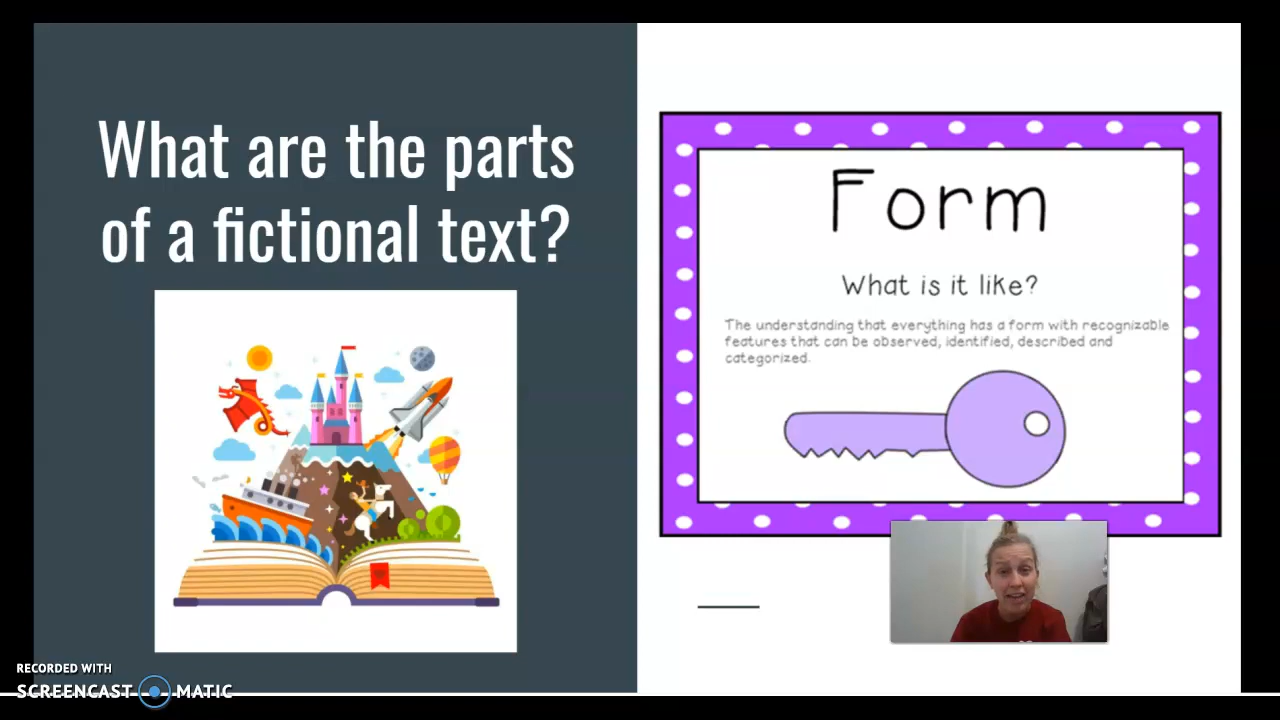 What are the parts
of a fictional text?
Form
What is it like?
The understanding that everything has a form with recognizable
features that can be observed, identified, described and
categorized.
RECORDED WITH
SCREENCAST MATIC